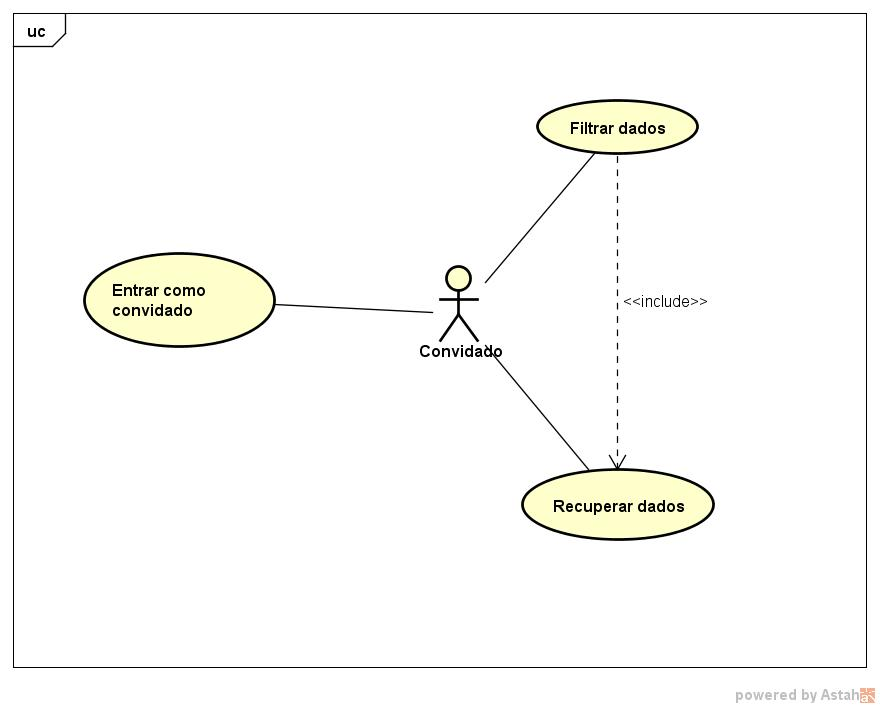 uc
Filtrar dados
Entrar como
convidado
<<include>>
Convidado
Recuperar dados
powered by Astah